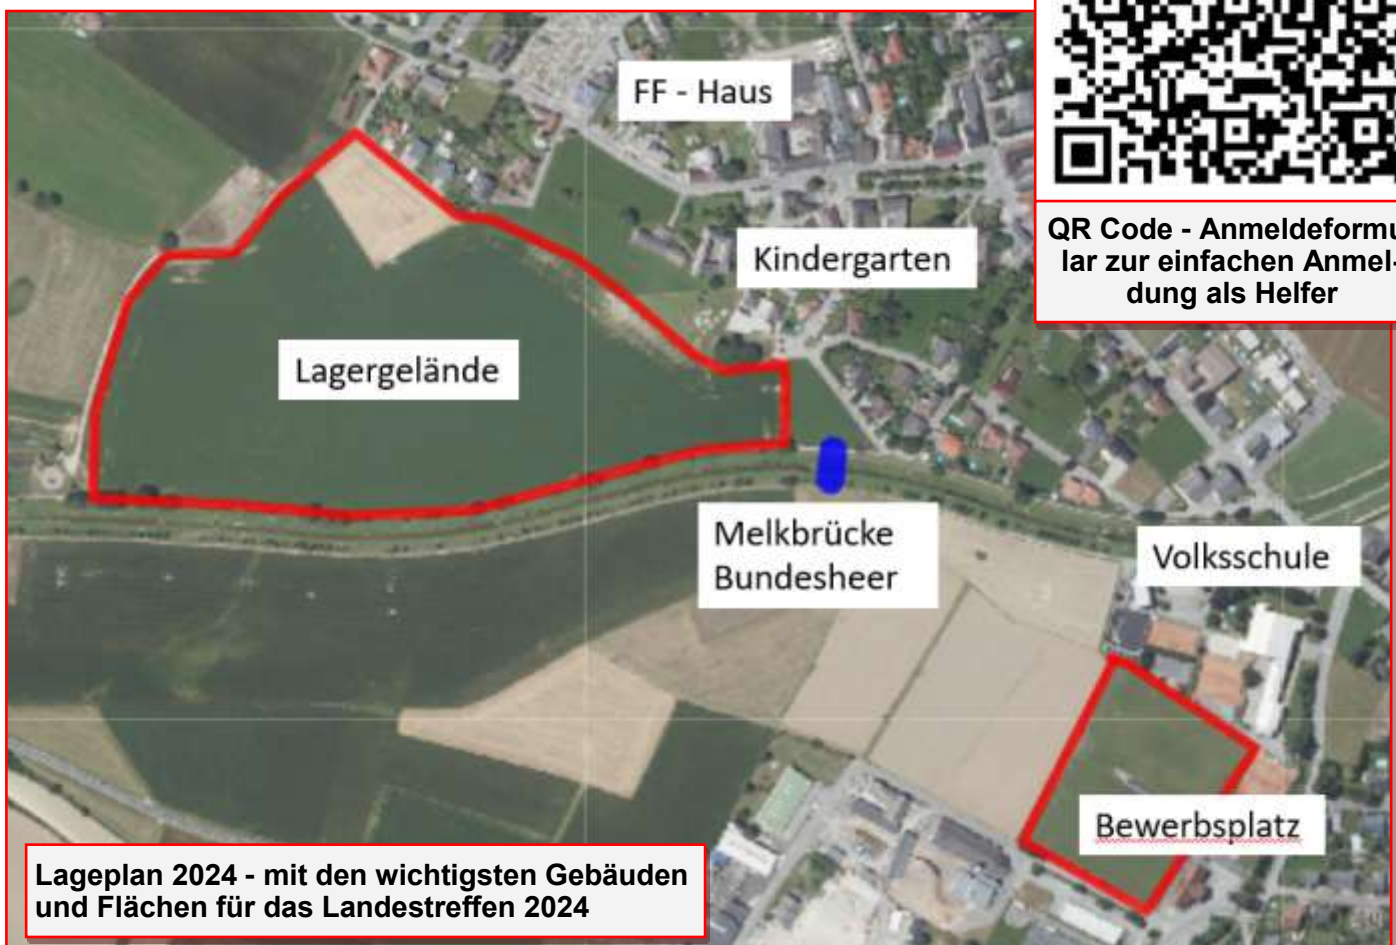 FF - Haus
QR Code - Anmeldeformu
lar zur einfachen Anmel-
dung als Helfer
Kindergarten
Lagergelände
Melkbrücke
Bundesheer
Volksschule
Bewerbsplatz
Lageplan 2024 - mit den wichtigsten Gebäuden
und Flächen für das Landestreffen 2024